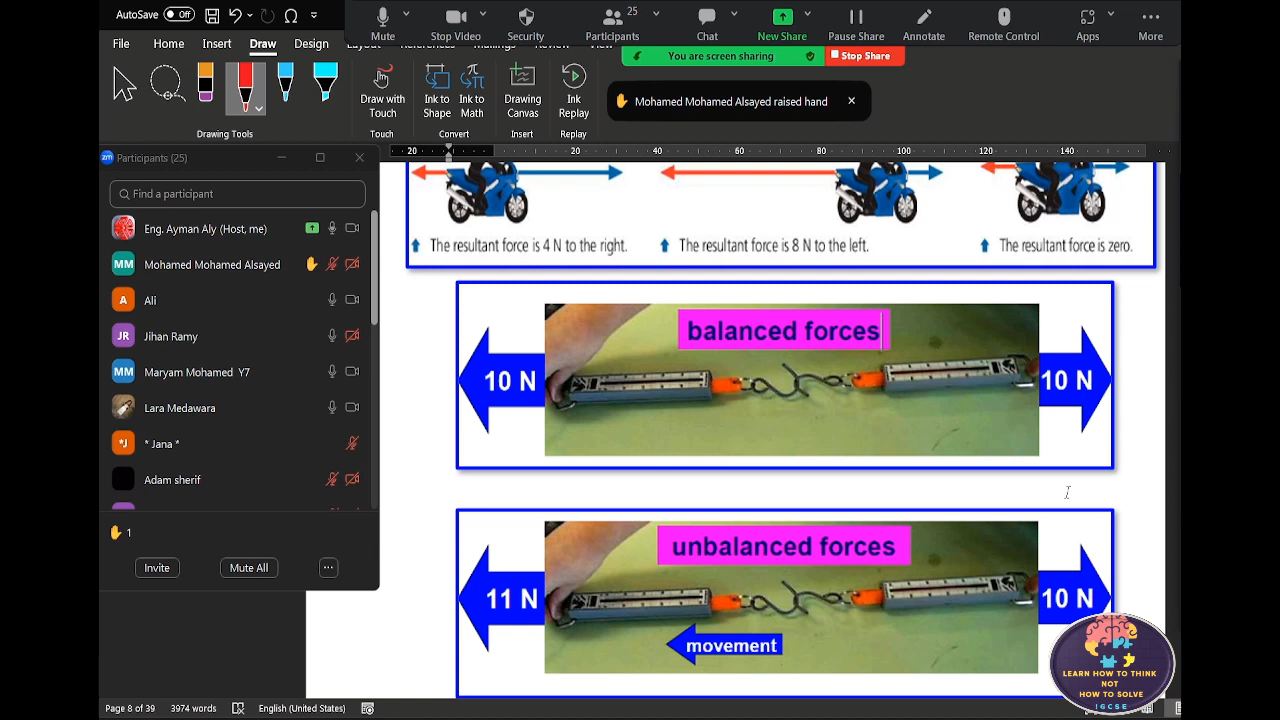 AutoSave Off
Mute
Stop Video
Security
25
Participants
Chat
New Share
Pause Share
Annotate
Remote Control
Apps
More
File Home Insert Draw Design
You are screen sharing
Stop Share
Mohamed Mohamed Alsayed raised hand
Draw with Touch
Ink to Shape
Ink to Math
Drawing Canvas
Ink Replay
Drawing Tools
Touch
Convert
Insert
Replay
20 20 40 60 80 100 120 140
zm Participants (25)
Find a participant
Eng. Ayman Aly (Host, me)
MM Mohamed Mohamed Alsayed
A Ali
JR Jihan Ramy
MM Maryam Mohamed Y7
Lara Medawara
*J * Jana *
Adam sherif
1
Invite
Mute All
...
The resultant force is 4 N to the right.
The resultant force is 8 N to the left.
The resultant force is zero.
balanced forces
10 N
10 N
unbalanced forces
11 N
10 N
movement
LEARN HOW TO THINK
NOT
HOW TO SOLVE
IGCSE
Page 8 of 39 3974 words English (United States)